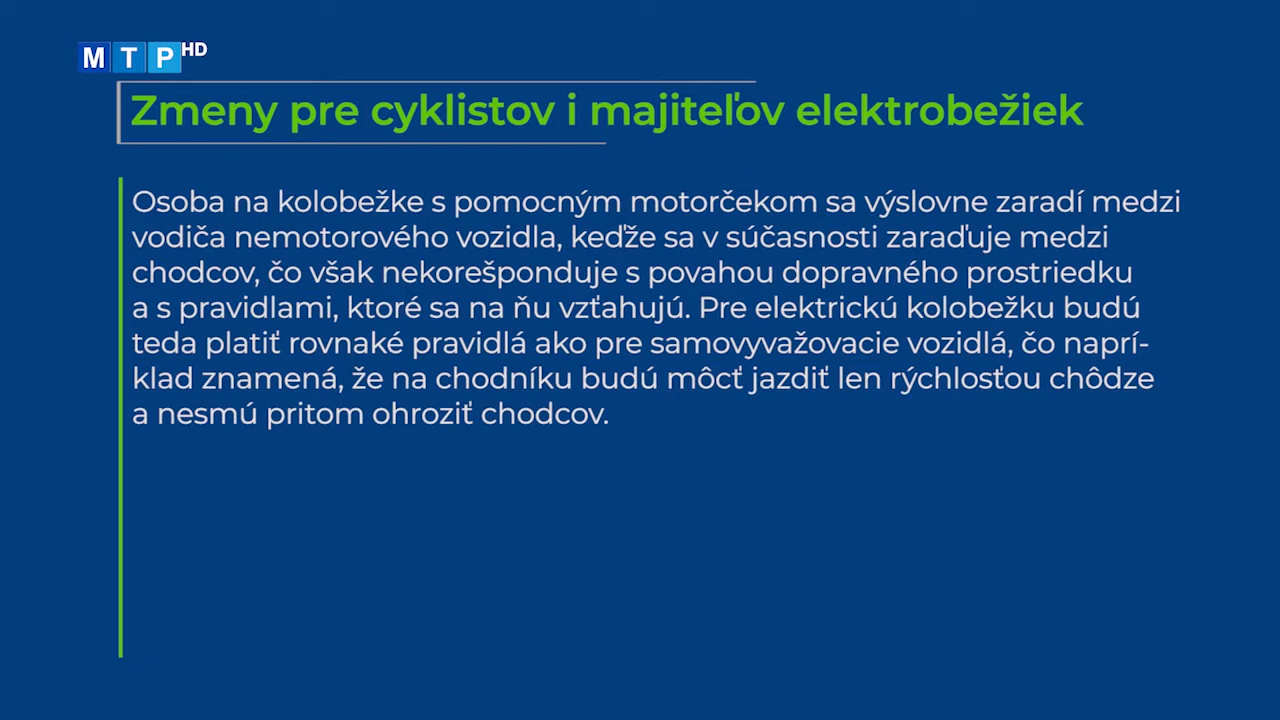 MTP HD
Zmeny pre cyklistov i majiteľov elektrobežiek
Osoba na kolobežke s pomocným motorčekom sa výslovne zaradí medzi
vodiča nemotorového vozidla, keďže sa v súčasnosti zaraďuje medzi
chodcov, čo však nekorešponduje s povahou dopravného prostriedku
a s pravidlami, ktoré sa na ňu vzťahujú. Pre elektrickú kolobežku budú
teda platiť rovnaké pravidlá ako pre samovyvažovacie vozidlá, čo naprí-
klad znamená, že na chodníku budú môcť jazdiť len rýchlosťou chôdze
a nesmú pritom ohroziť chodcov.